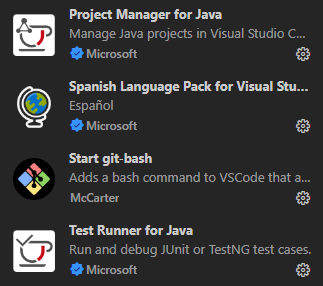 Project Manager for Java
Manage Java projects in Visual Studio C...
Microsoft
Spanish Language Pack for Visual Stu...
Español
Microsoft
Start git-bash
Adds a bash command to VSCode that a...
McCarter
Test Runner for Java
Run and debug JUnit or TestNG test cases.
Microsoft